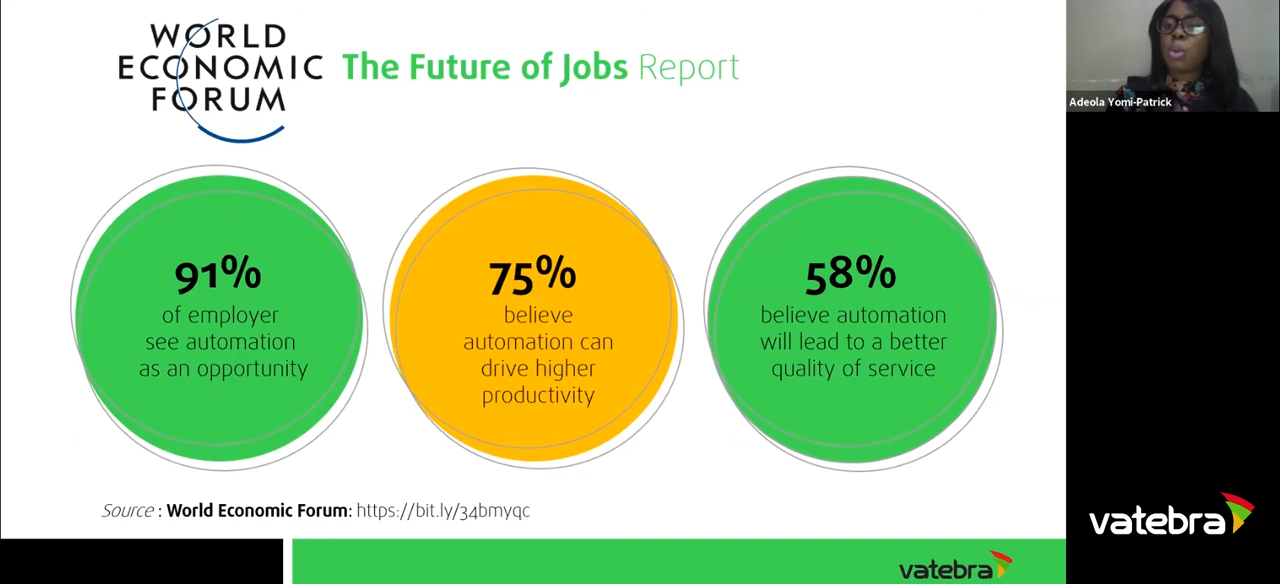 WORLD
ECONOMIC
FORUM
The Future of Jobs Report
Adeola Yomi-Patrick
91%
of employer
see automation
as an opportunity
75%
believe
automation can
drive higher
productivity
58%
believe automation
will lead to a better
quality of service
Source : World Economic Forum: https://bit.ly/34bmyqc
vatebra
vatebra